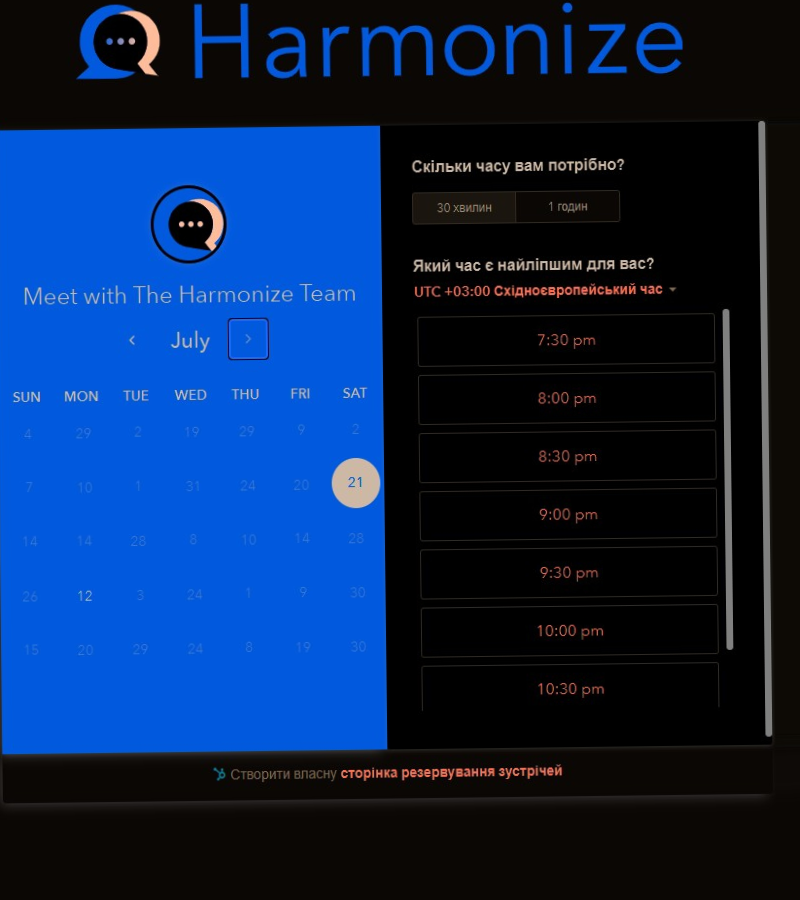 Harmonize
Meet with The Harmonize Team
July
SUN MON TUE WED THU FRI SAT
4 29 2 19 29 9 2
7 10 1 31 24 20 21
14 14 28 8 10 14 28
26 12 3 24 1 9 30
15 20 29 24 8 19 30
Скільки часу вам потрібно?
30 хвилин 1 годин
Який час є найліпшим для вас?
UTC +03:00 Східноєвропейський час
7:30 pm
8:00 pm
8:30 pm
9:00 pm
9:30 pm
10:00 pm
10:30 pm
Створити власну сторінка резервування зустрічей